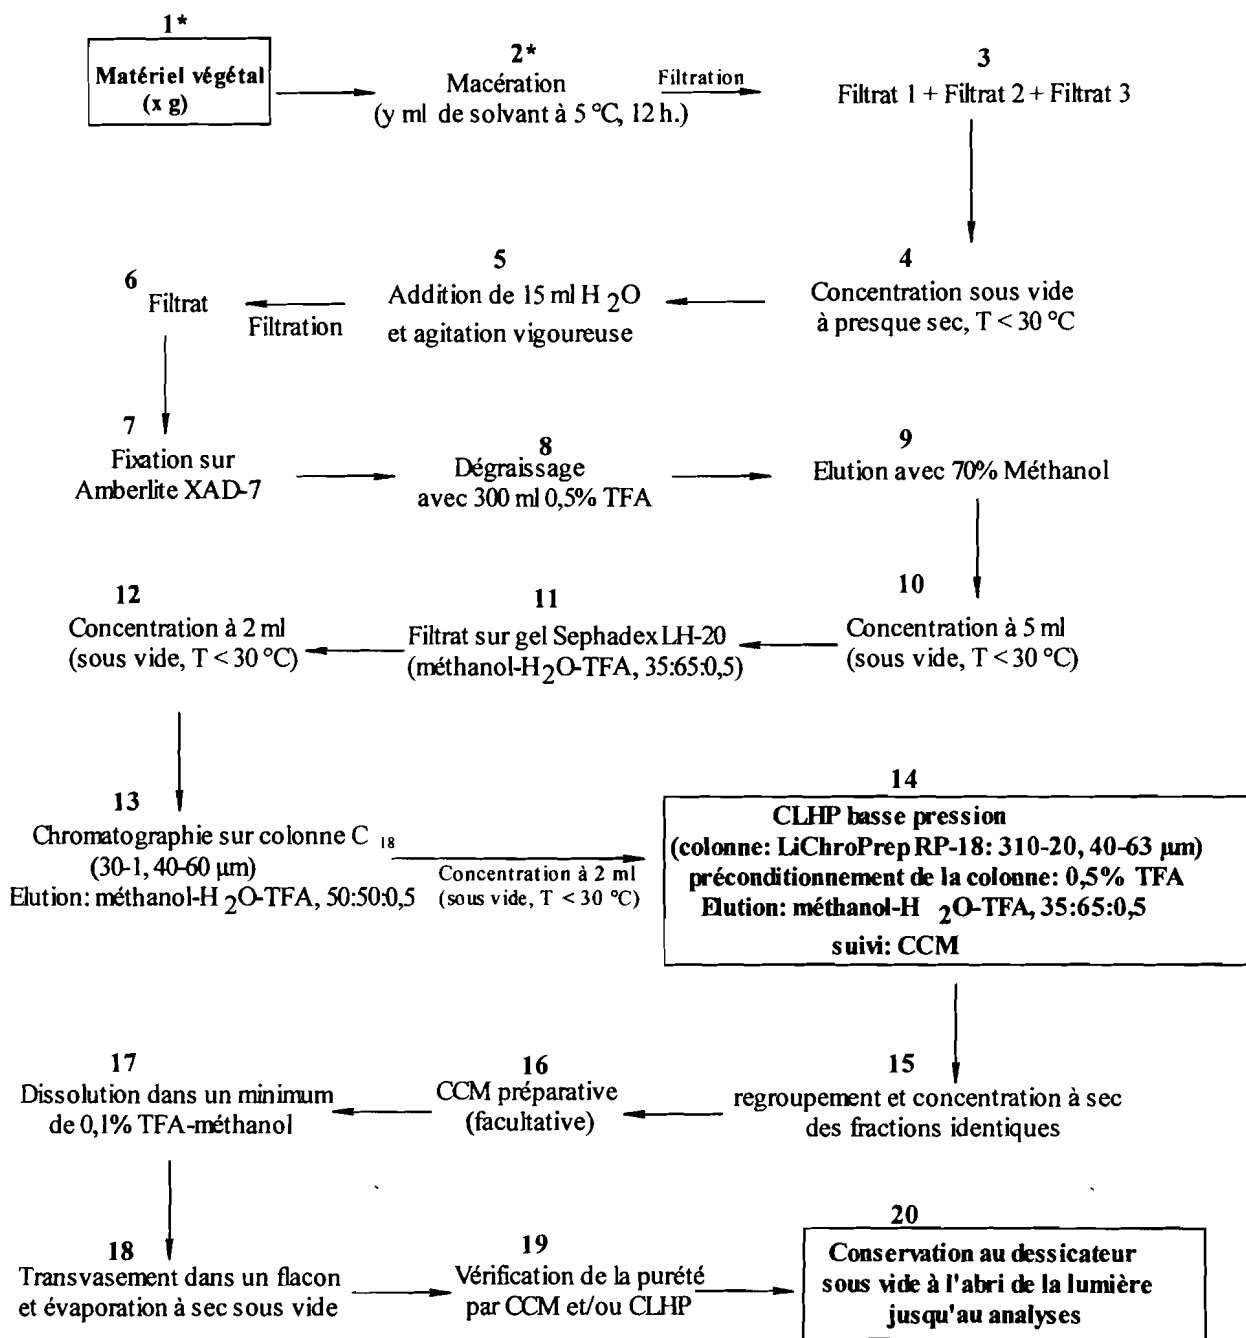 1*
Matériel végétal
(x g)
2*
Macération
(y ml de solvant à 5 °C, 12 h.)
Filtration
3
Filtrat 1 + Filtrat 2 + Filtrat 3
4
Concentration sous vide
à presque sec, T < 30 °C
5
Addition de 15 ml H2O
et agitation vigoureuse
Filtration
6
Filtrat
7
Fixation sur
Amberlite XAD-7
8
Dégraissage
avec 300 ml 0,5% TFA
9
Elution avec 70% Méthanol
10
Concentration à 5 ml
(sous vide, T < 30 °C)
11
Filtrat sur gel Sephadex LH-20
(méthanol-H2O-TFA, 35:65:0,5)
12
Concentration à 2 ml
(sous vide, T < 30 °C)
13
Chromatographie sur colonne C18
(30-1, 40-60 µm)
Elution: méthanol-H2O-TFA, 50:50:0,5
Concentration à 2 ml
(sous vide, T < 30 °C)
14
CLHP basse pression
(colonne: LiChroPrep RP-18: 310-20, 40-63 µm)
préconditionnement de la colonne: 0,5% TFA
Elution: méthanol-H2O-TFA, 35:65:0,5
suivi: CCM
15
regroupement et concentration à sec
des fractions identiques
16
CCM préparative
(facultative)
17
Dissolution dans un minimum
de 0,1% TFA-méthanol
18
Transvasement dans un flacon
et évaporation à sec sous vide
19
Vérification de la purété
par CCM et/ou CLHP
20
Conservation au dessicateur
sous vide à l'abri de la lumière
jusqu'au analyses